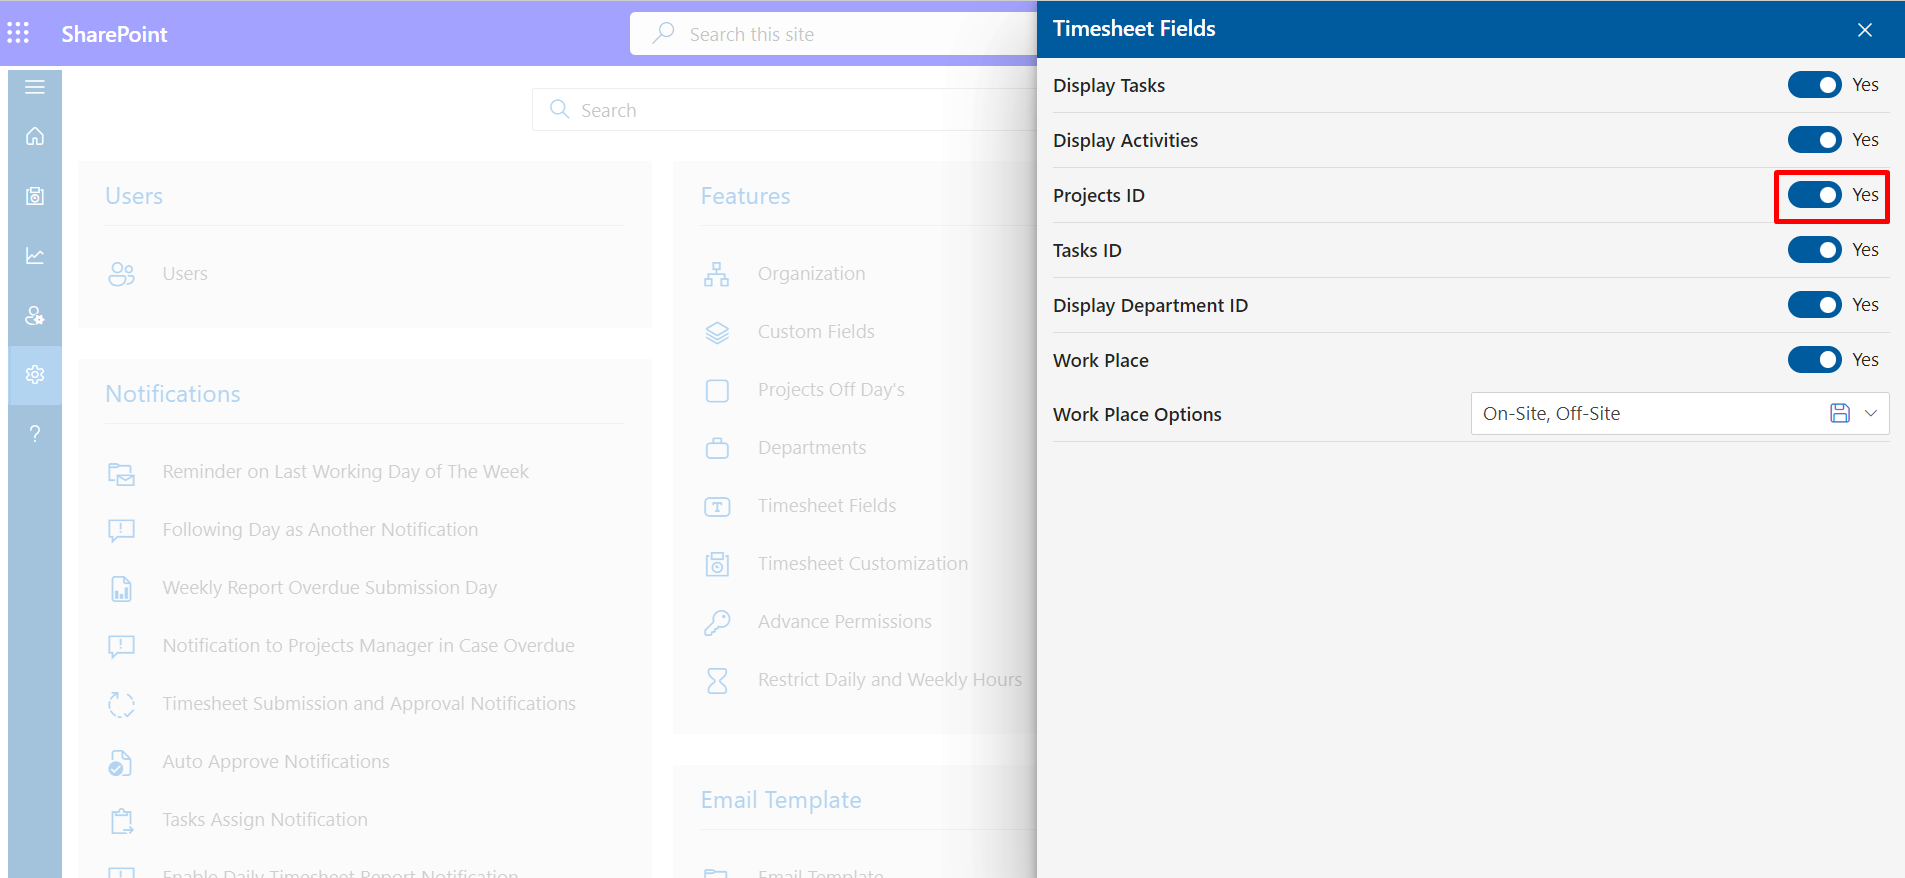 SharePoint
Search this site
Search
Users
Users
Notifications
Reminder on Last Working Day of The Week
Following Day as Another Notification
Weekly Report Overdue Submission Day
Notification to Projects Manager in Case Overdue
Timesheet Submission and Approval Notifications
Auto Approve Notifications
Tasks Assign Notification
Enable Daily Timesheet Report Notification
Features
Organization
Custom Fields
Projects Off Day's
Departments
Timesheet Fields
Timesheet Customization
Advance Permissions
Restrict Daily and Weekly Hours
Email Template
Email Template
Timesheet Fields
Display Tasks Yes
Display Activities Yes
Projects ID Yes
Tasks ID Yes
Display Department ID Yes
Work Place Yes
Work Place Options On-Site, Off-Site